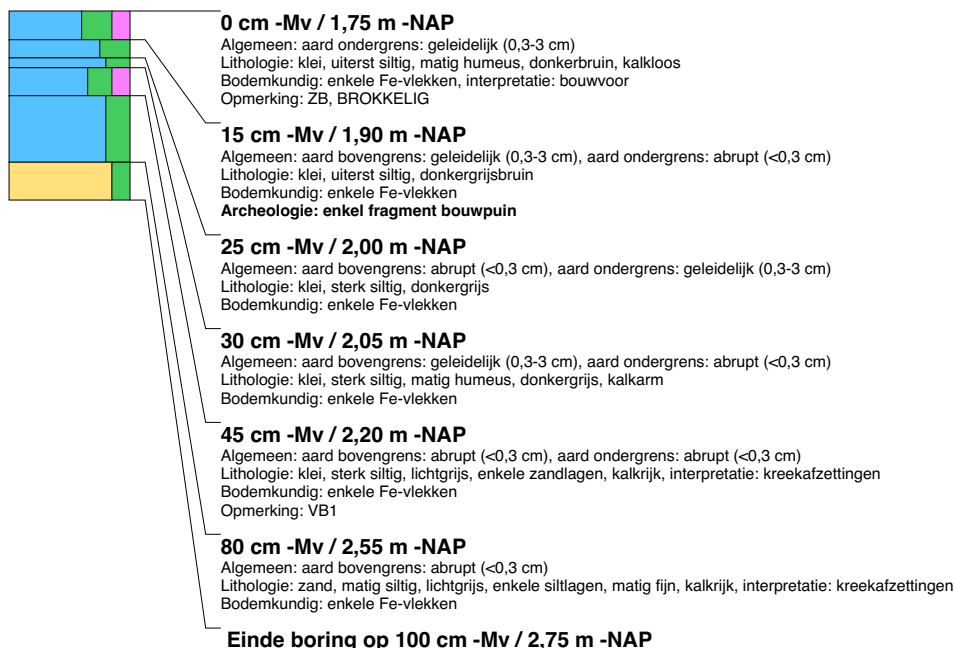 0 cm -Mv / 1,75 m -NAP
Algemeen: aard ondergrens: geleidelijk (0,3-3 cm)
Lithologie: klei, uiterst siltig, matig humeus, donkerbruin, kalkloos
Bodemkundig: enkele Fe-vlekken, interpretatie: bouwvoor
Opmerking: ZB, BROKKELIG
15 cm -Mv / 1,90 m -NAP
Algemeen: aard bovengrens: geleidelijk (0,3-3 cm), aard ondergrens: abrupt (<0,3 cm)
Lithologie: klei, uiterst siltig, donkergrijsbruin
Bodemkundig: enkele Fe-vlekken
Archeologie: enkel fragment bouwpuin
25 cm -Mv / 2,00 m -NAP
Algemeen: aard bovengrens: abrupt (<0,3 cm), aard ondergrens: geleidelijk (0,3-3 cm)
Lithologie: klei, sterk siltig, donkergrijs
Bodemkundig: enkele Fe-vlekken
30 cm -Mv / 2,05 m -NAP
Algemeen: aard bovengrens: geleidelijk (0,3-3 cm), aard ondergrens: abrupt (<0,3 cm)
Lithologie: klei, sterk siltig, matig humeus, donkergrijs, kalkarm
Bodemkundig: enkele Fe-vlekken
45 cm -Mv / 2,20 m -NAP
Algemeen: aard bovengrens: abrupt (<0,3 cm), aard ondergrens: abrupt (<0,3 cm)
Lithologie: klei, sterk siltig, lichtgrijs, enkele zandlagen, kalkrijk, interpretatie: kreekafzettingen
Bodemkundig: enkele Fe-vlekken
Opmerking: VB1
80 cm -Mv / 2,55 m -NAP
Algemeen: aard bovengrens: abrupt (<0,3 cm)
Lithologie: zand, matig siltig, lichtgrijs, enkele siltlagen, matig fijn, kalkrijk, interpretatie: kreekafzettingen
Bodemkundig: enkele Fe-vlekken
Einde boring op 100 cm -Mv / 2,75 m -NAP